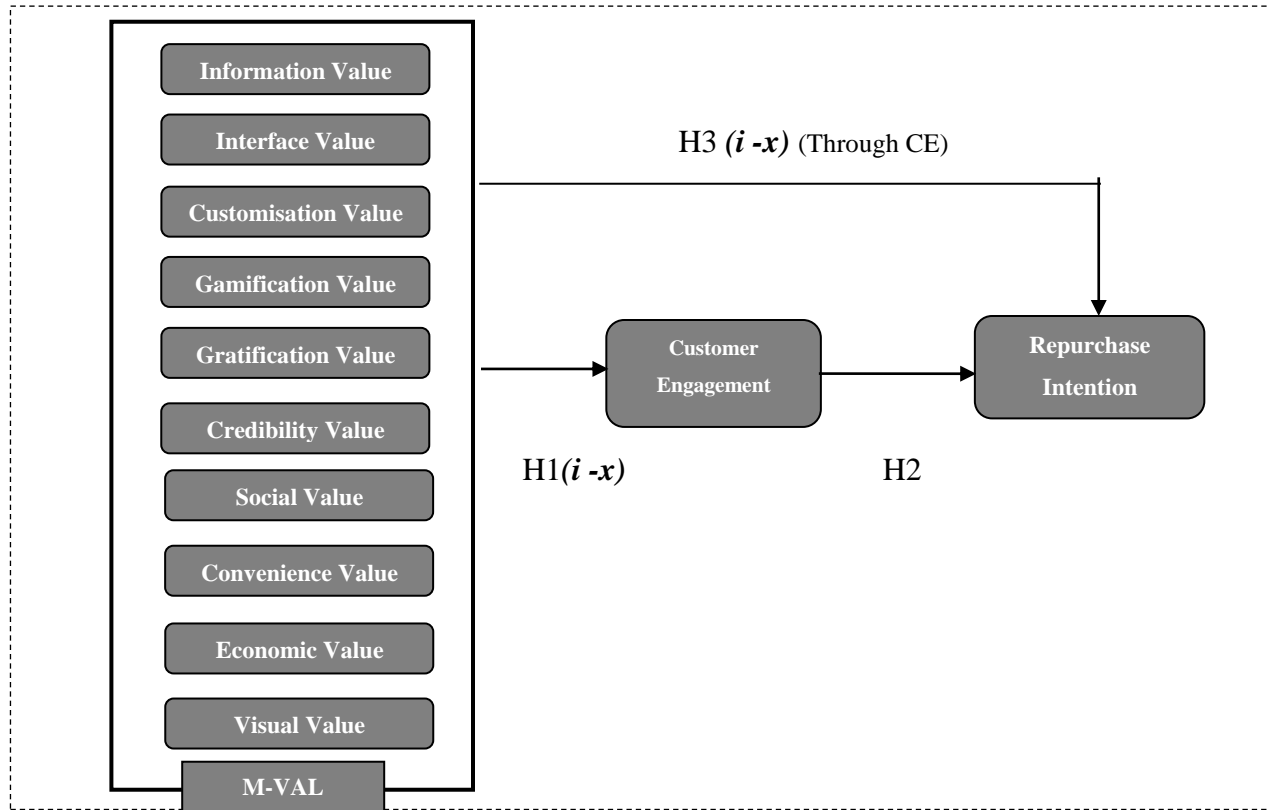 Information Value
Interface Value
Customisation Value
Gamification Value
Gratification Value
Credibility Value
Social Value
Convenience Value
Economic Value
Visual Value
M-VAL
H3 (i -x) (Through CE)
Customer
Engagement
Repurchase
Intention
H1(i -x)
H2